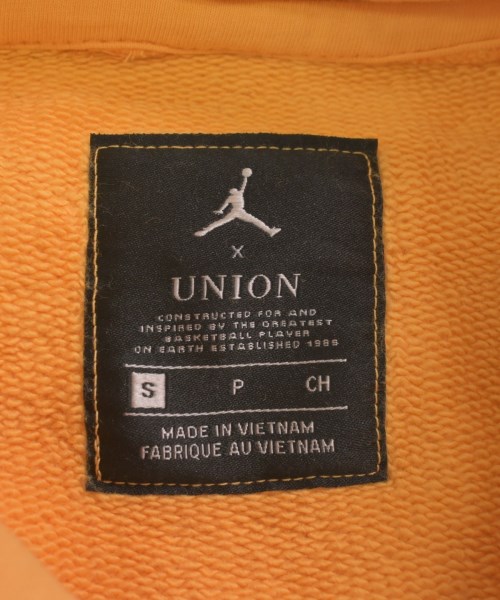 X
UNION
CONSTRUCTED FOR AND
INSPIRED BY THE GREATEST
BASKETBALL PLAYER
ON EARTH ESTABLISHED 1985
S P CH
MADE IN VIETNAM
FABRIQUE AU VIETNAM